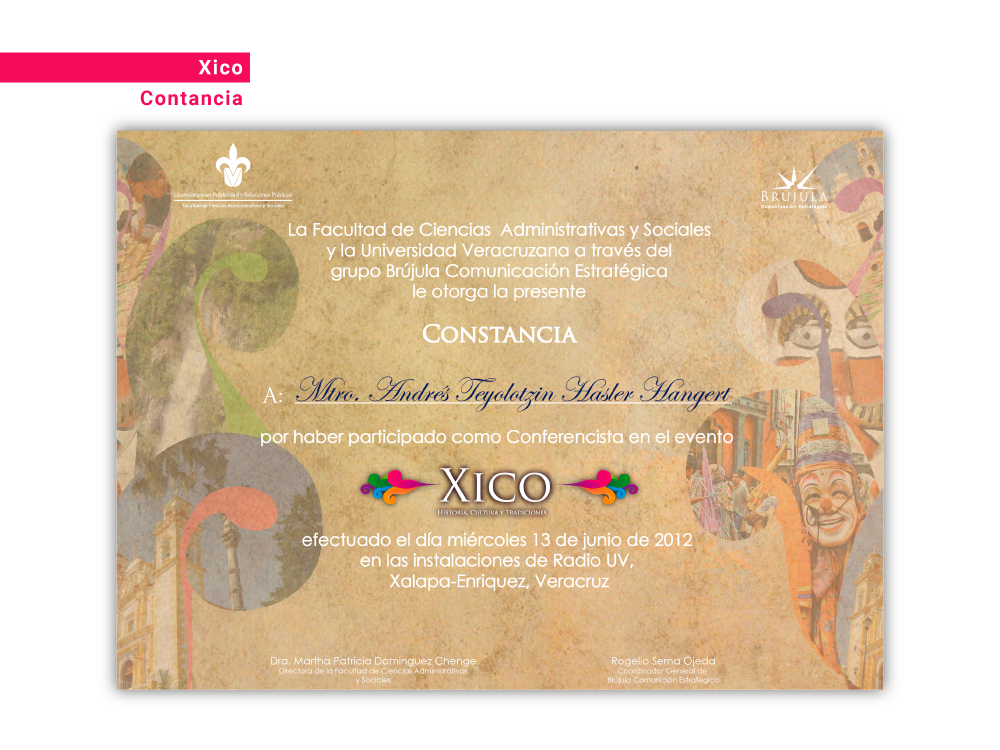 Xico
Contancia
Licenciatura en Publicidad y Relaciones Públicas
Facultad de Ciencias Administrativas y Sociales
BRÚJULA
Comunicación Estratégica
La Facultad de Ciencias Administrativas y Sociales
y la Universidad Veracruzana a través del
grupo Brújula Comunicación Estratégica
le otorga la presente
CONSTANCIA
A: Mtro. Andrés Teyolotzin Hasler Hangert
por haber participado como Conferencista en el evento
XICO
HISTORIA, CULTURA Y TRADICIONES
efectuado el día miércoles 13 de junio de 2012
en las instalaciones de Radio UV,
Xalapa-Enriquez, Veracruz
Dra. Martha Patricia Domínguez Chenge
Directora de la Facultad de Ciencias Administrativas
y Sociales
Rogelio Serna Ojeda
Coordinador General de
Brújula Comunición Estratégica